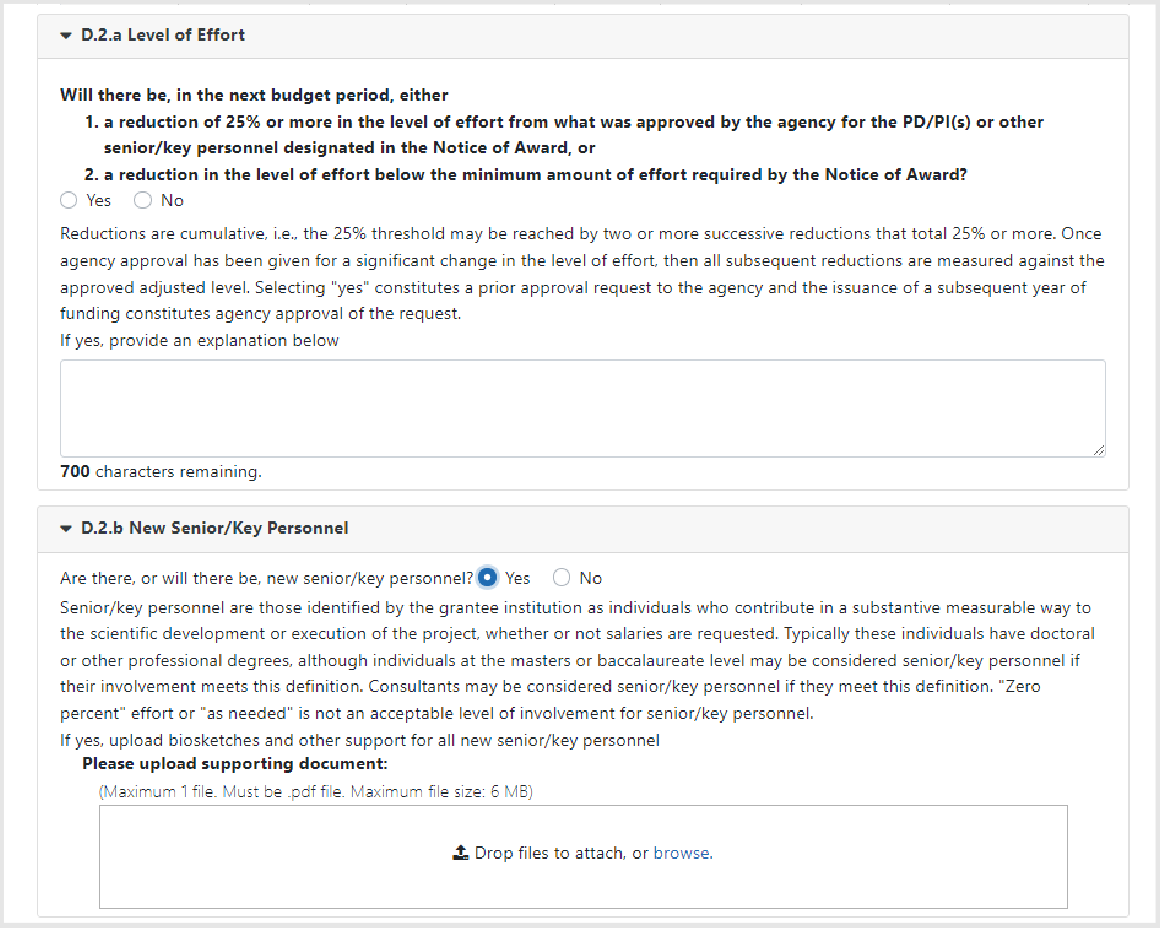 D.2.a Level of Effort
Will there be, in the next budget period, either
1. a reduction of 25% or more in the level of effort from what was approved by the agency for the PD/PI(s) or other
senior/key personnel designated in the Notice of Award, or
2. a reduction in the level of effort below the minimum amount of effort required by the Notice of Award?
Yes No
Reductions are cumulative, i.e., the 25% threshold may be reached by two or more successive reductions that total 25% or more. Once
agency approval has been given for a significant change in the level of effort, then all subsequent reductions are measured against the
approved adjusted level. Selecting "yes" constitutes a prior approval request to the agency and the issuance of a subsequent year of
funding constitutes agency approval of the request.
If yes, provide an explanation below
700 characters remaining.
D.2.b New Senior/Key Personnel
Are there, or will there be, new senior/key personnel? Yes No
Senior/key personnel are those identified by the grantee institution as individuals who contribute in a substantive measurable way to
the scientific development or execution of the project, whether or not salaries are requested. Typically these individuals have doctoral
or other professional degrees, although individuals at the masters or baccalaureate level may be considered senior/key personnel if
their involvement meets this definition. Consultants may be considered senior/key personnel if they meet this definition. "Zero
percent" effort or "as needed" is not an acceptable level of involvement for senior/key personnel.
If yes, upload biosketches and other support for all new senior/key personnel
Please upload supporting document:
(Maximum 1 file. Must be .pdf file. Maximum file size: 6 MB)
Drop files to attach, or browse.